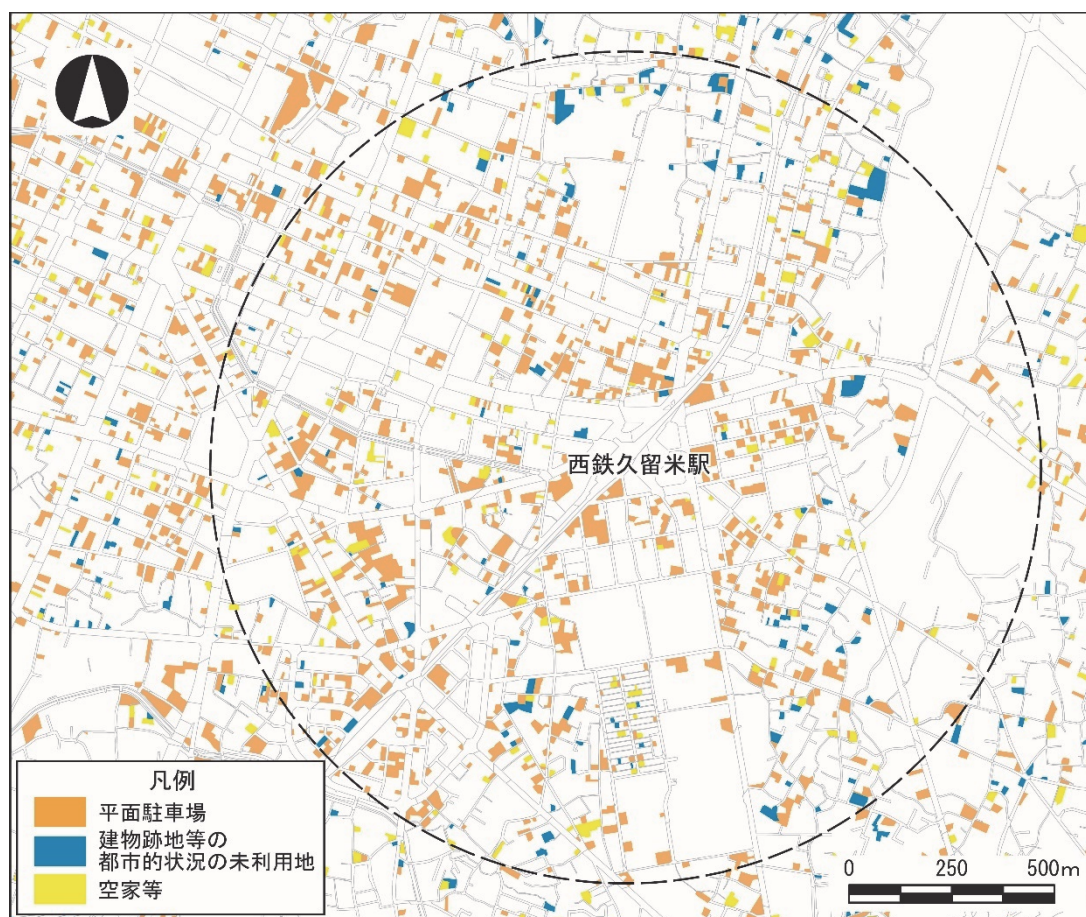 西鉄久留米駅
凡例
平面駐車場
建物跡地等の
都市的状況の未利用地
空家等
0 250 500m